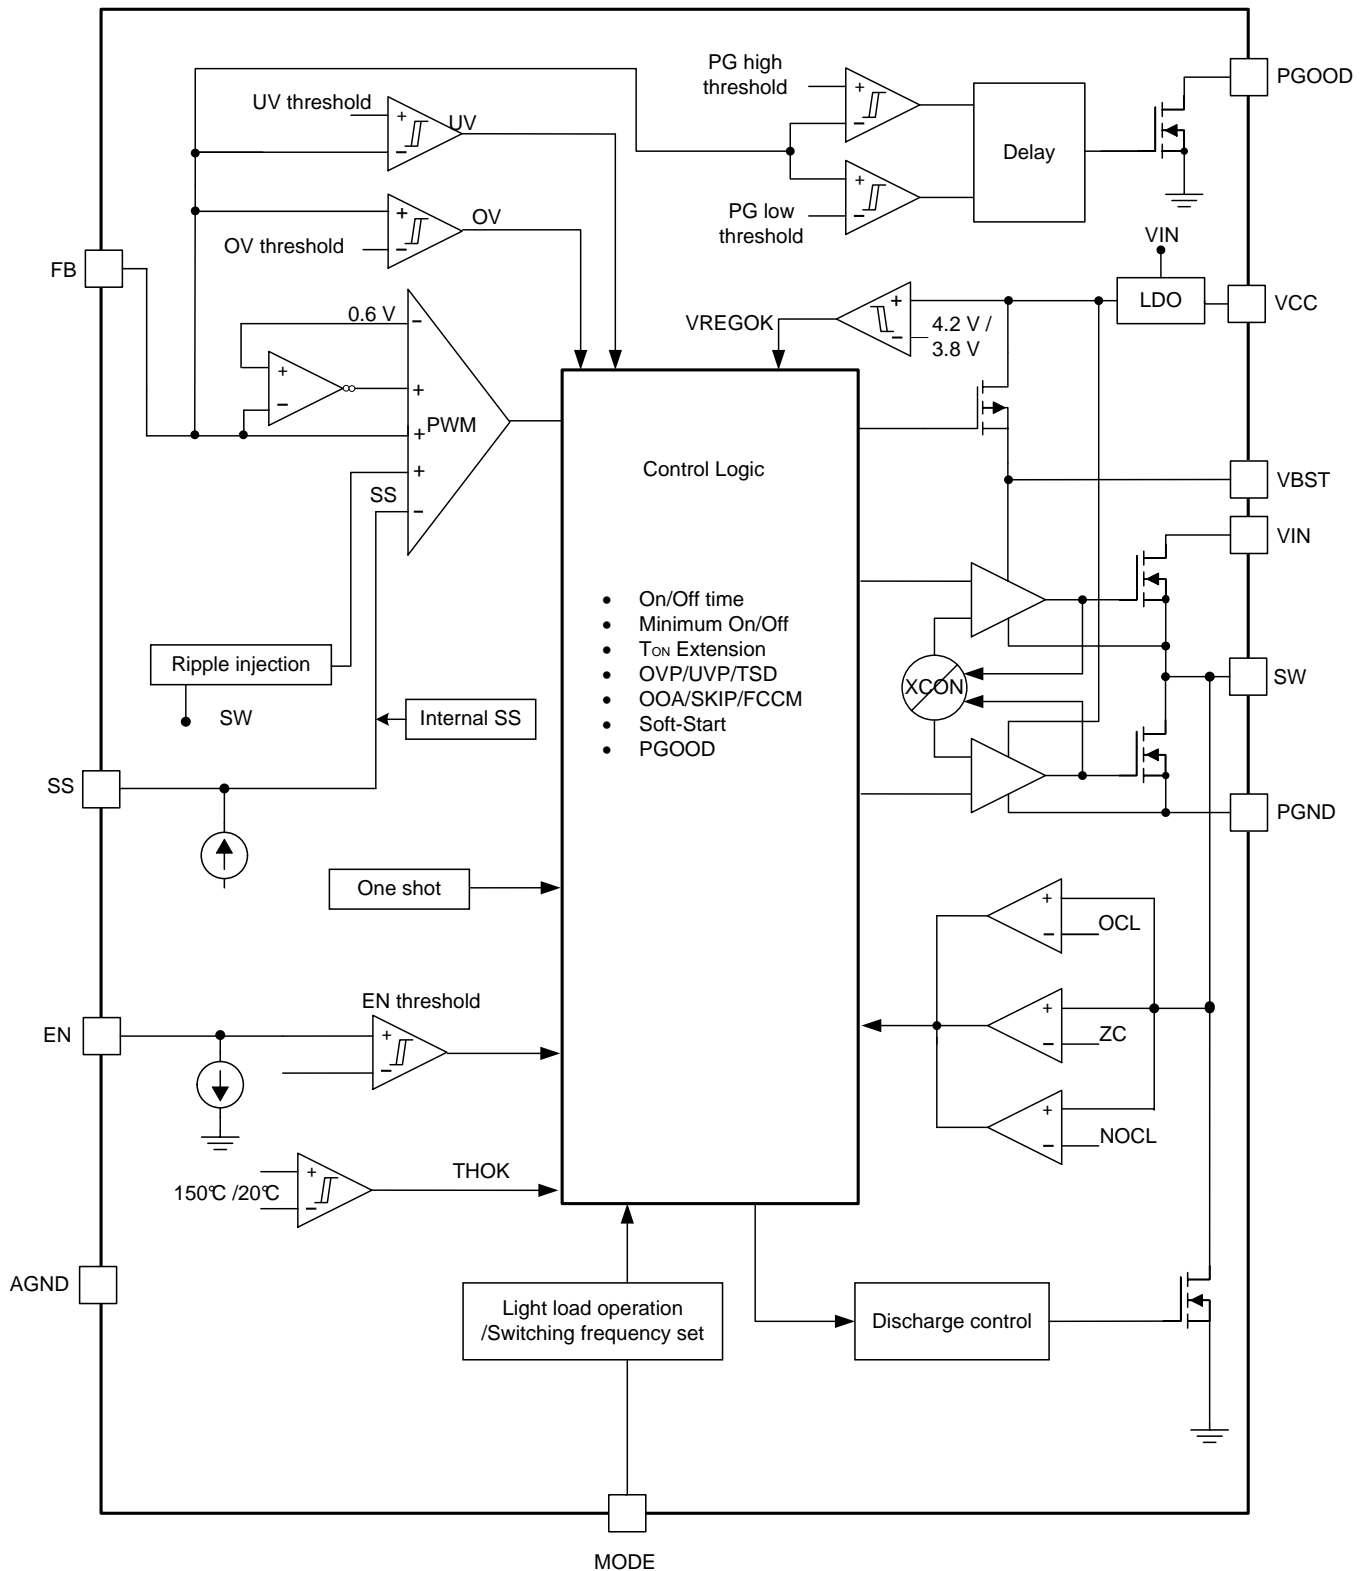 PG high
threshold
PGOOD
UV threshold
+
−
UV
+
−
Delay
+
−
PG low
threshold
+
−
OV
OV threshold
FB
VIN
LDO
VCC
0.6 V
−
+
−
+
+
PWM
+
SS
−
VREGOK
+
−
4.2 V /
3.8 V
Control Logic
VBST
VIN
• On/Off time
• Minimum On/Off
• TON Extension
• OVP/UVP/TSD
• OOA/SKIP/FCCM
• Soft-Start
• PGOOD
Ripple injection
SW
Internal SS
XCON
SW
SS
PGND
One shot
+
−
OCL
EN threshold
EN
+
−
+
−
ZC
+
−
NOCL
THOK
+
−
150℃ /20℃
AGND
Light load operation
/Switching frequency set
Discharge control
MODE